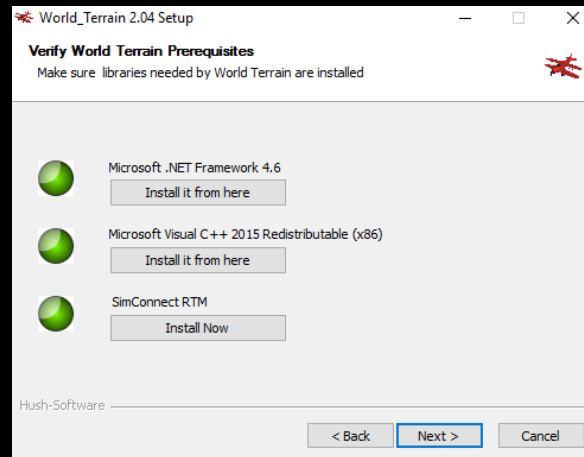 World_Terrain 2.04 Setup
Verify World Terrain Prerequisites
Make sure libraries needed by World Terrain are installed
Microsoft .NET Framework 4.6
Install it from here
Microsoft Visual C++ 2015 Redistributable (x86)
Install it from here
SimConnect RTM
Install Now
Hush-Software
< Back Next > Cancel